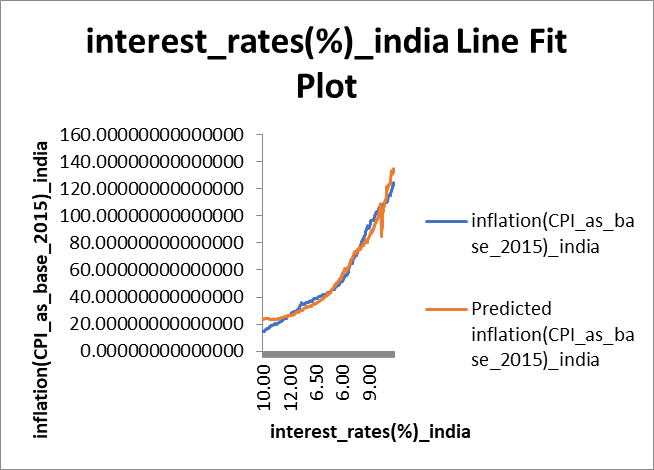 interest_rates(%)_india Line Fit
Plot
inflation(CPI_as_base_2015)_india
160.00000000000000
140.00000000000000
120.00000000000000
100.00000000000000
80.00000000000000
60.00000000000000
40.00000000000000
20.00000000000000
0.00000000000000
10.00
12.00
6.50
6.00
9.00
interest_rates(%)_india
inflation(CPI_as_ba
se_2015)_india
Predicted
inflation(CPI_as_ba
se_2015)_india